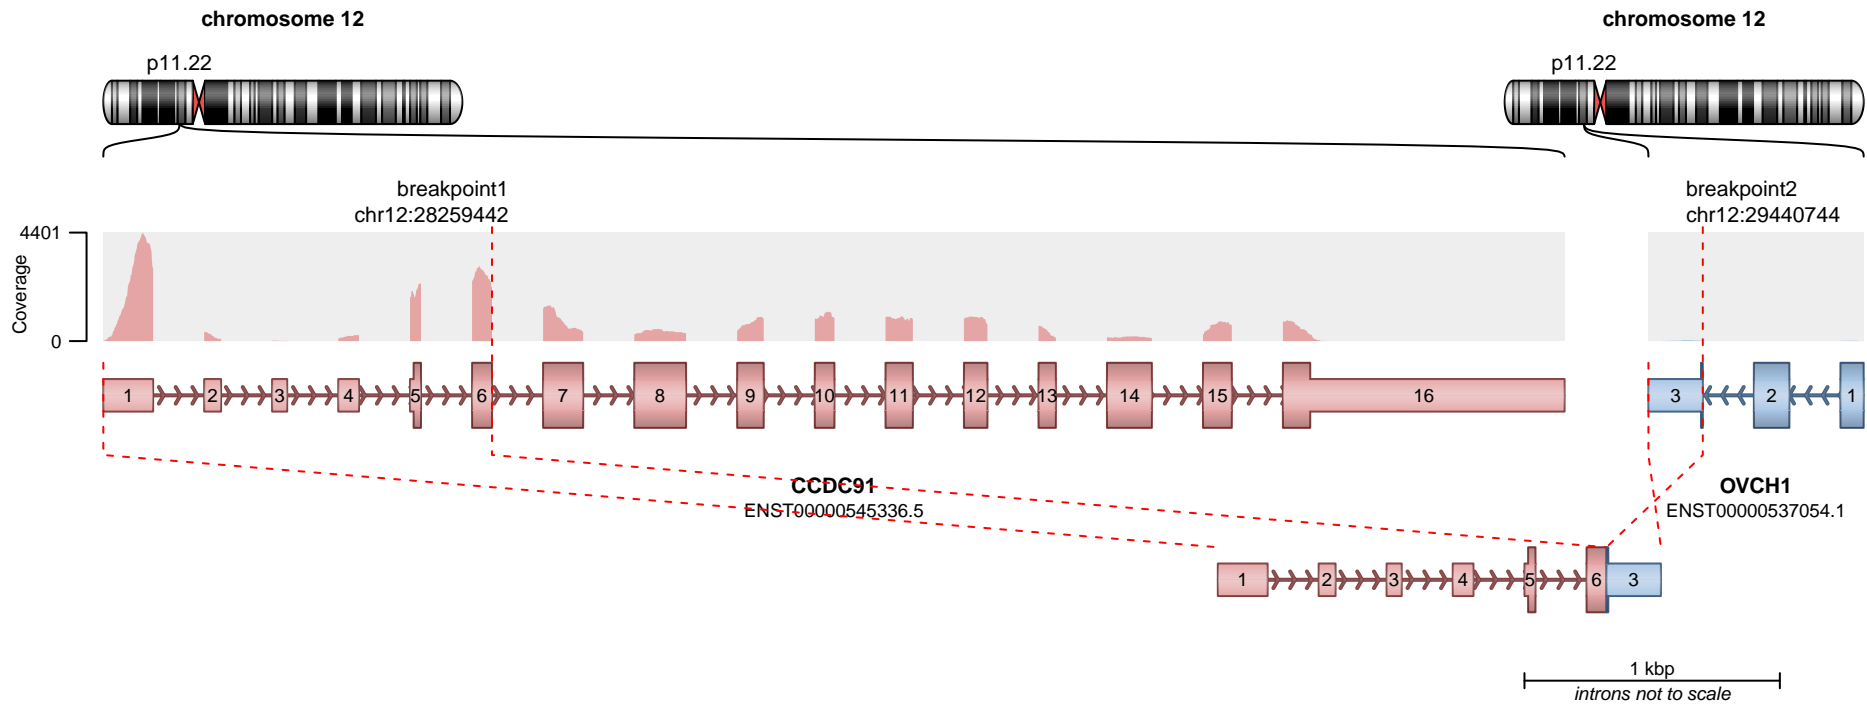 chromosome 12
chromosome 12
p11.22
p11.22
breakpoint1
chr12:28259442
breakpoint2
chr12:29440744
4401
0
Coverage
1 2 3 4 5 6 7 8 9 10 11 12 13 14 15 16
3 2 1
CCDC91
ENST00000545336.5
OVCH1
ENST00000537054.1
1 2 3 4 5 6 3
1 kbp
introns not to scale